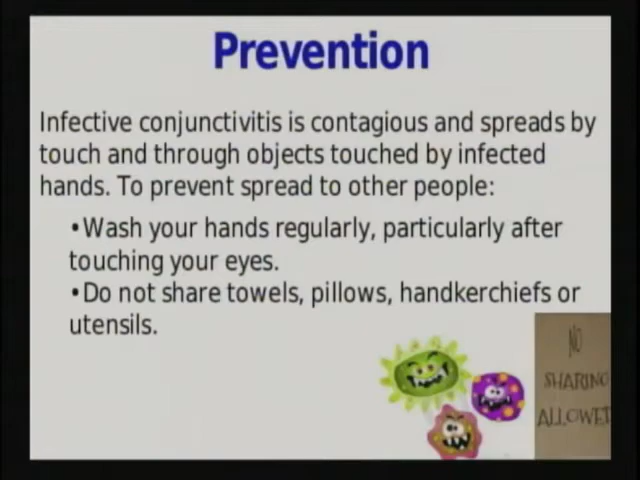 Prevention
Infective conjunctivitis is contagious and spreads by
touch and through objects touched by infected
hands. To prevent spread to other people:
•Wash your hands regularly, particularly after
touching your eyes.
•Do not share towels, pillows, handkerchiefs or
utensils.
NO
SHARING
ALLOWED